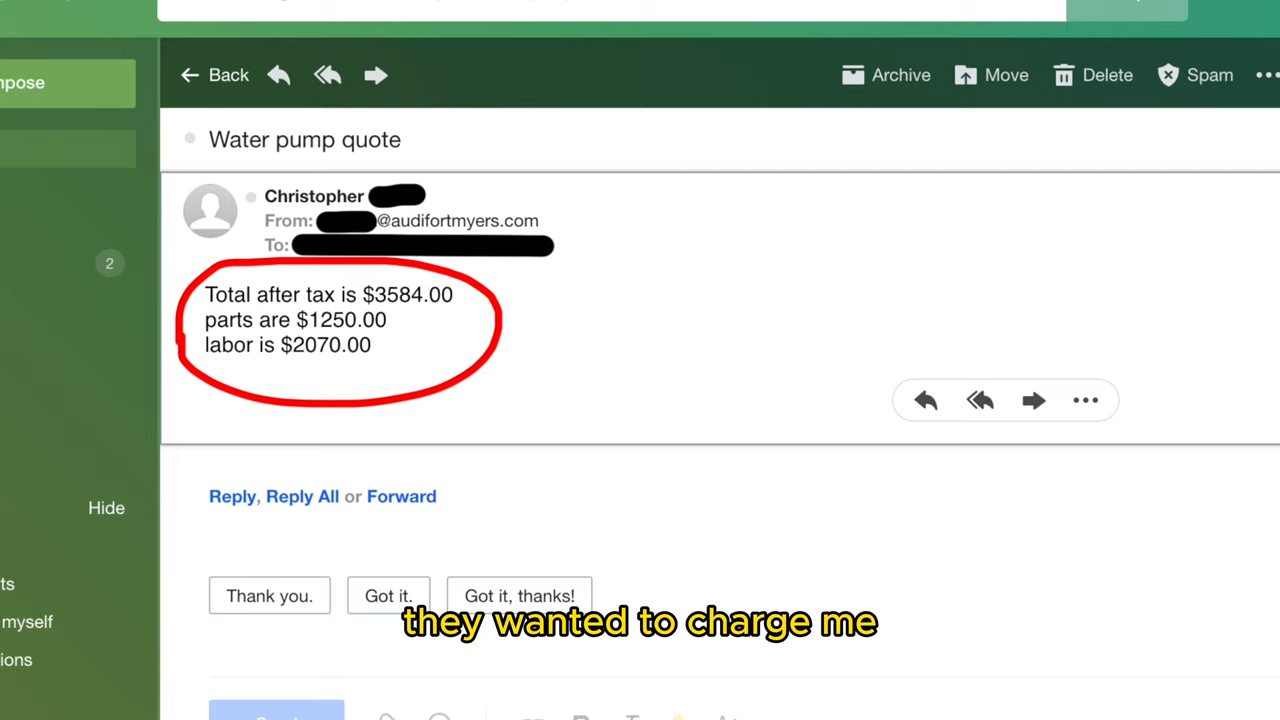 mpose
Back
Archive
Move
Delete
Spam
Water pump quote
Christopher
From: @audifortmyers.com
To:
2
Total after tax is $3584.00
parts are $1250.00
labor is $2070.00
Hide
Reply, Reply All or Forward
ts
Thank you.
Got it.
Got it, thanks!
they wanted to charge me
myself
ions